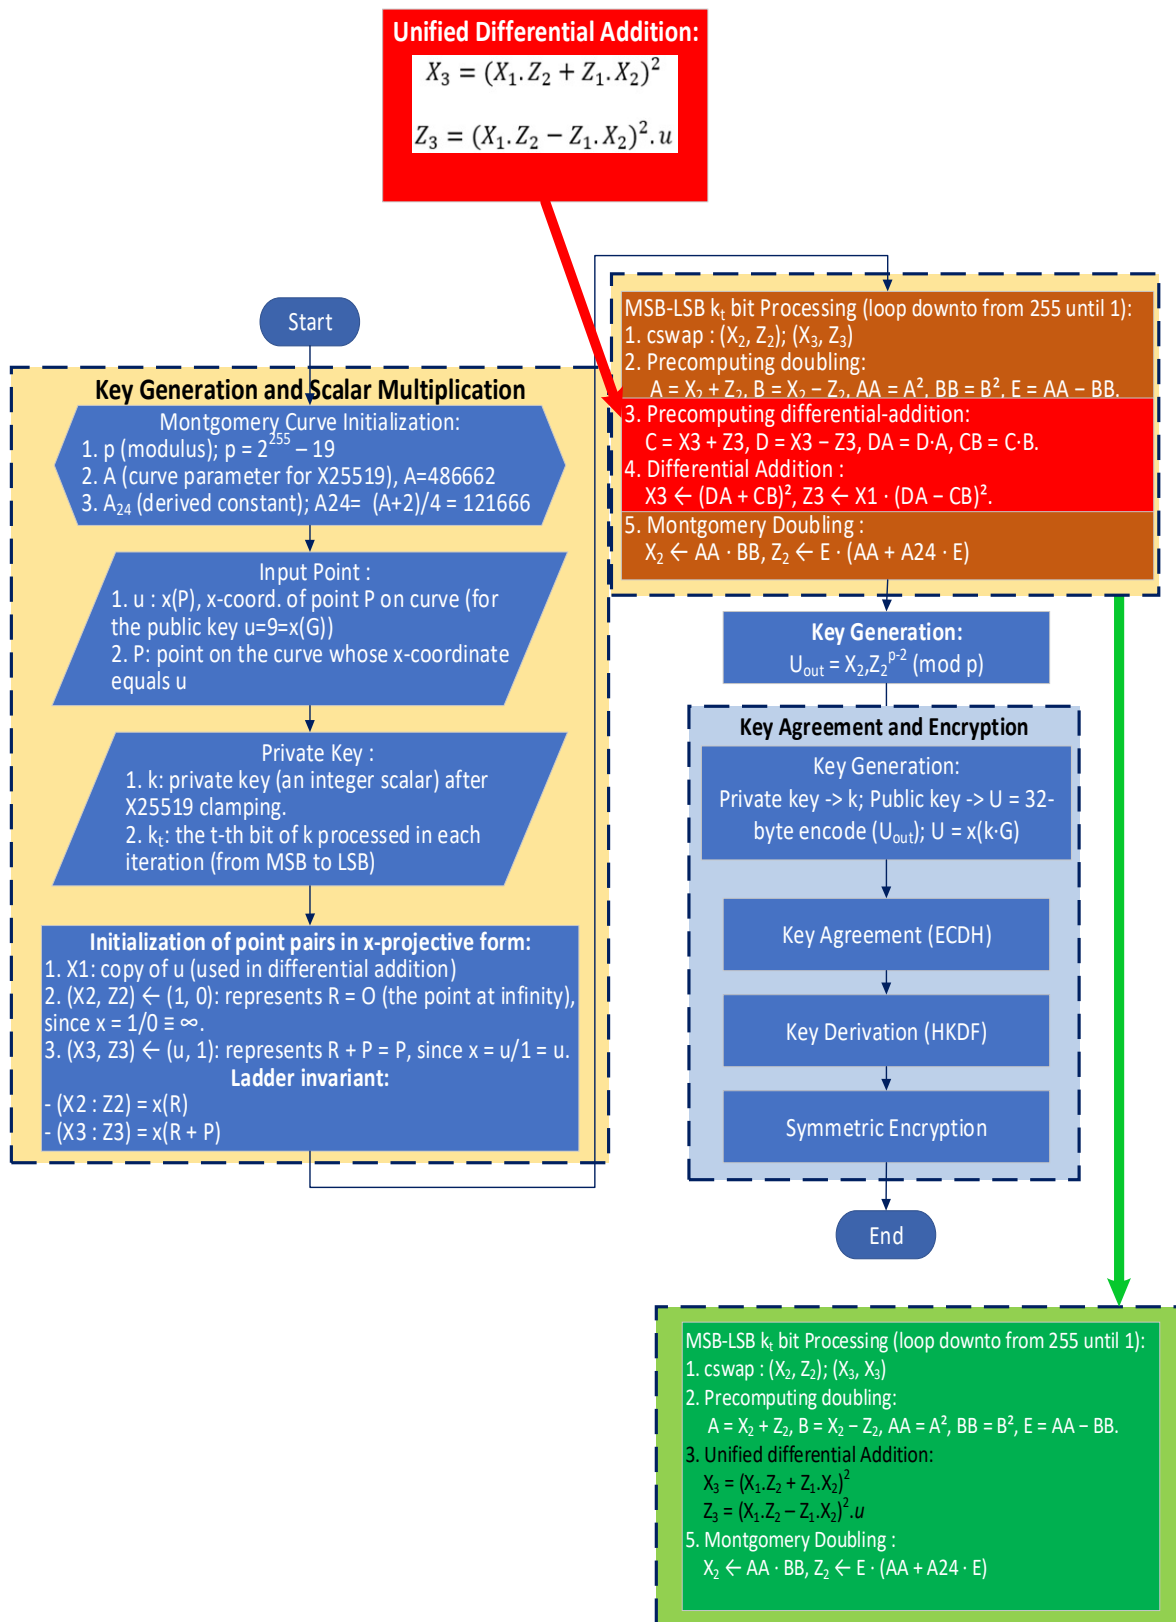 Unified Differential Addition:
X₃ = (X₁.Z₂ + Z₁.X₂)²
Z₃ = (X₁.Z₂ − Z₁.X₂)².u
Start
Key Generation and Scalar Multiplication
Montgomery Curve Initialization:
1. p (modulus); p = 2²⁵⁵ – 19
2. A (curve parameter for X25519), A=486662
3. A₂₄ (derived constant); A24= (A+2)/4 = 121666
Input Point :
1. u : x(P), x-coord. of point P on curve (for
the public key u=9=x(G))
2. P: point on the curve whose x-coordinate
equals u
Private Key :
1. k: private key (an integer scalar) after
X25519 clamping.
2. kₜ: the t-th bit of k processed in each
iteration (from MSB to LSB)
Initialization of point pairs in x-projective form:
1. X1: copy of u (used in differential addition)
2. (X2, Z2) ← (1, 0): represents R = O (the point at infinity),
since x = 1/0 ≡ ∞.
3. (X3, Z3) ← (u, 1): represents R + P = P, since x = u/1 = u.
Ladder invariant:
- (X2 : Z2) = x(R)
- (X3 : Z3) = x(R + P)
MSB-LSB kₜ bit Processing (loop downto from 255 until 1):
1. cswap : (X₂, Z₂); (X₃, Z₃)
2. Precomputing doubling:
A = X₂ + Z₂, B = X₂ − Z₂, AA = A², BB = B², E = AA − BB.
3. Precomputing differential-addition:
C = X3 + Z3, D = X3 − Z3, DA = D·A, CB = C·B.
4. Differential Addition :
X3 ← (DA + CB)², Z3 ← X1 · (DA − CB)².
5. Montgomery Doubling :
X₂ ← AA · BB, Z₂ ← E · (AA + A24 · E)
Key Generation:
U_out = X₂,Z₂ᵖ⁻² (mod p)
Key Agreement and Encryption
Key Generation:
Private key -> k; Public key -> U = 32-
byte encode (U_out); U = x(k·G)
Key Agreement (ECDH)
Key Derivation (HKDF)
Symmetric Encryption
End
MSB-LSB kₜ bit Processing (loop downto from 255 until 1):
1. cswap : (X₂, Z₂); (X₃, X₃)
2. Precomputing doubling:
A = X₂ + Z₂, B = X₂ − Z₂, AA = A², BB = B², E = AA − BB.
3. Unified differential Addition:
X₃ = (X₁.Z₂ + Z₁.X₂)²
Z₃ = (X₁.Z₂ – Z₁.X₂)².u
5. Montgomery Doubling :
X₂ ← AA · BB, Z₂ ← E · (AA + A24 · E)